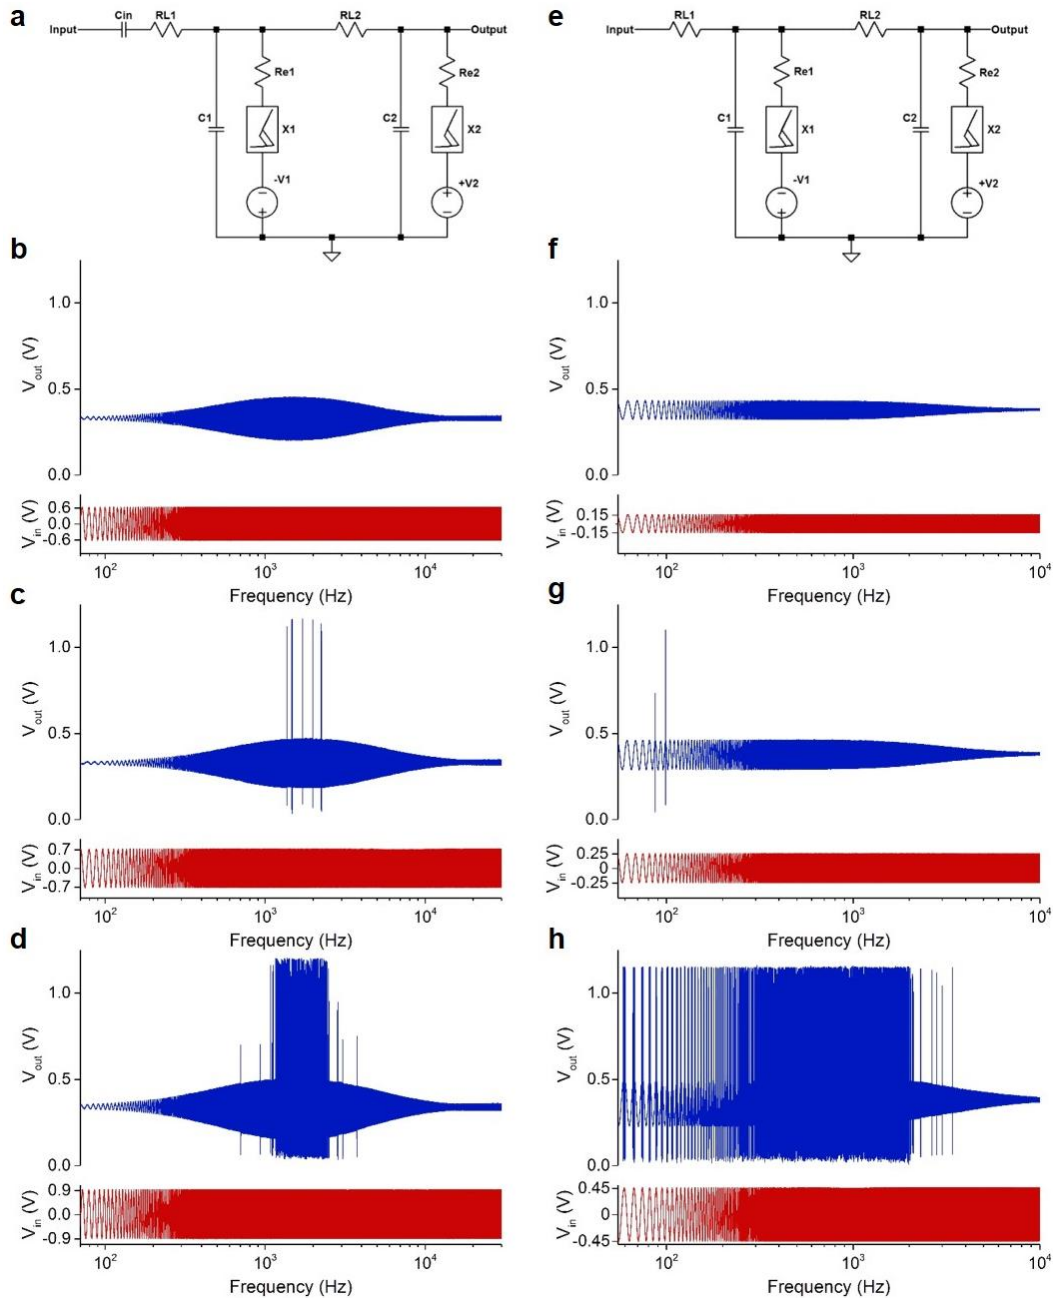 a
Input Cin RL1 RL2 Output
Re1 Re2
C1 X1 C2 X2
-V1 +V2
e
Input RL1 RL2 Output
Re1 Re2
C1 X1 C2 X2
-V1 +V2
b
Vout (V)
1.0
0.5
0.0
Vin (V)
0.6
0.0
-0.6
10² 10³ 10⁴
Frequency (Hz)
f
Vout (V)
1.0
0.5
0.0
Vin (V)
0.15
-0.15
10² 10³ 10⁴
Frequency (Hz)
c
Vout (V)
1.0
0.5
0.0
Vin (V)
0.7
0.0
-0.7
10² 10³ 10⁴
Frequency (Hz)
g
Vout (V)
1.0
0.5
0.0
Vin (V)
0.25
0
-0.25
10² 10³ 10⁴
Frequency (Hz)
d
Vout (V)
1.0
0.5
0.0
Vin (V)
0.9
0.0
-0.9
10² 10³ 10⁴
Frequency (Hz)
h
Vout (V)
1.0
0.5
0.0
Vin (V)
0.45
0
-0.45
10² 10³ 10⁴
Frequency (Hz)